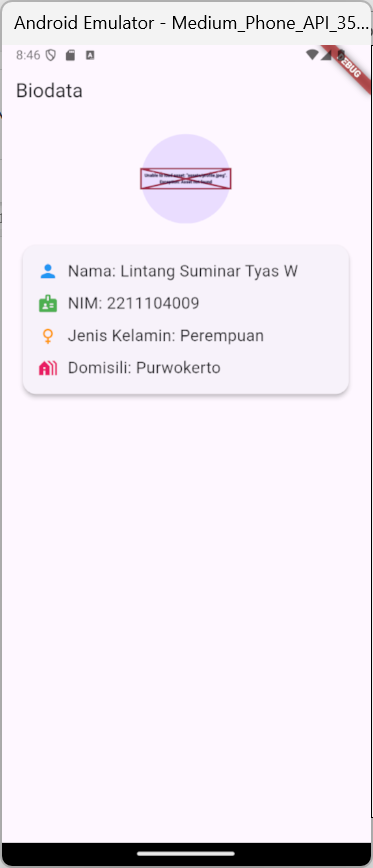 Android Emulator - Medium_Phone_API_35...
8:46
DEBUG
Biodata
Unable to load asset: "assets/profile.jpeg".
Exception: Asset not found
Nama: Lintang Suminar Tyas W
NIM: 2211104009
Jenis Kelamin: Perempuan
Domisili: Purwokerto